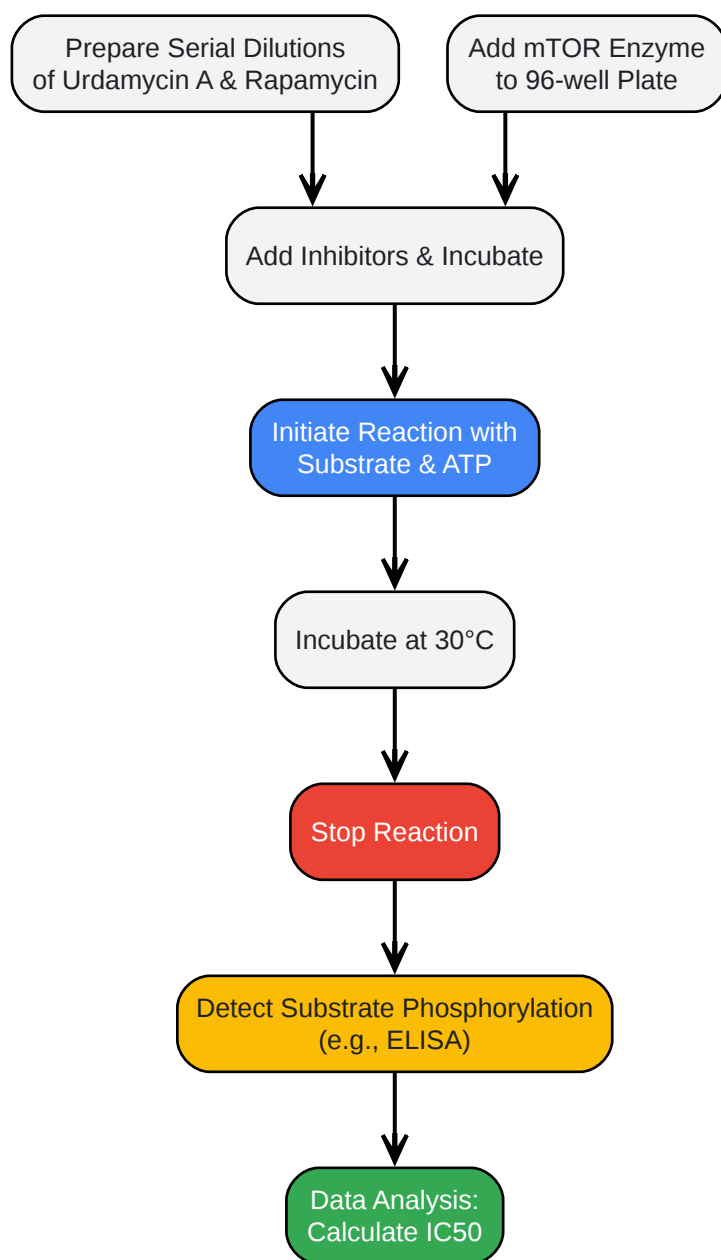 Prepare Serial Dilutions
of Urdamycin A & Rapamycin
Add mTOR Enzyme
to 96-well Plate
Add Inhibitors & Incubate
Initiate Reaction with
Substrate & ATP
Incubate at 30°C
Stop Reaction
Detect Substrate Phosphorylation
(e.g., ELISA)
Data Analysis:
Calculate IC50